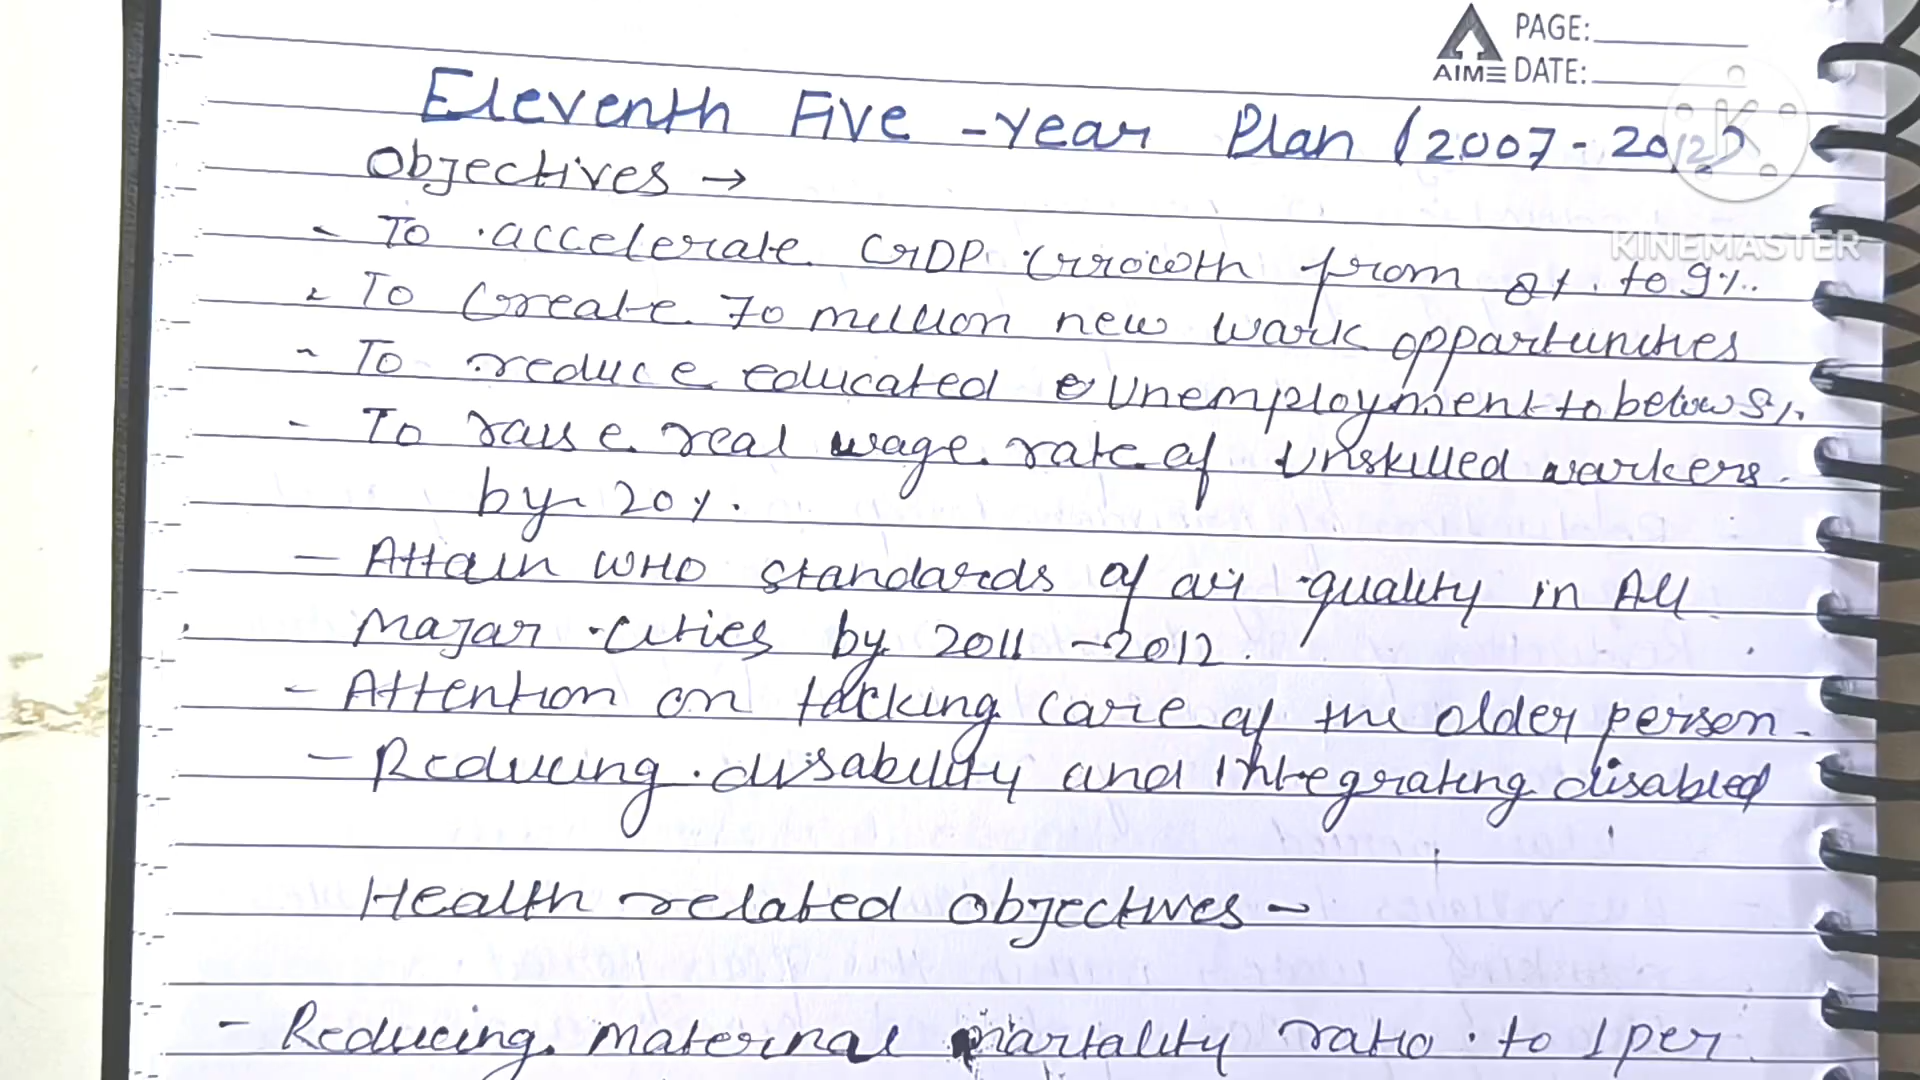 PAGE:
AIM DATE:
Eleventh Five -Year Plan (2007-2012)
Objectives →
- To accelerate GDP Growth from 8%. to 9%.
- To Create 70 million new work opportunities
- To reduce educated Unemployment to below 5%.
- To raise real wage rate of Unskilled workers
by 20%.
- Attain WHO standards of air quality in All
Major cities by 2011-2012.
- Attention on tacking care of the older person.
- Reducing disability and Integrating disabled
Health related objectives -
- Reducing maternal mortality ratio to 1 per
KINEMASTER